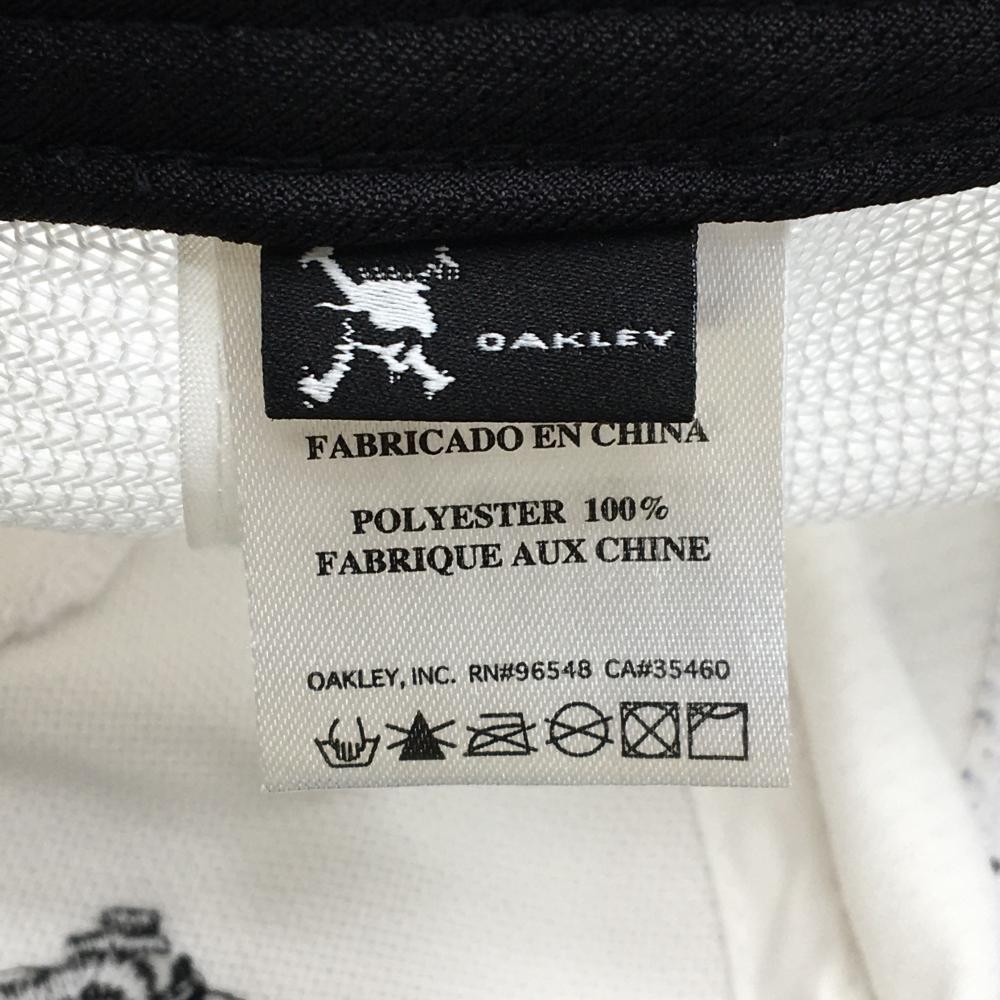 OAKLEY
FABRICADO EN CHINA
POLYESTER 100%
FABRIQUE AUX CHINE
OAKLEY, INC. RN#96548 CA#35460